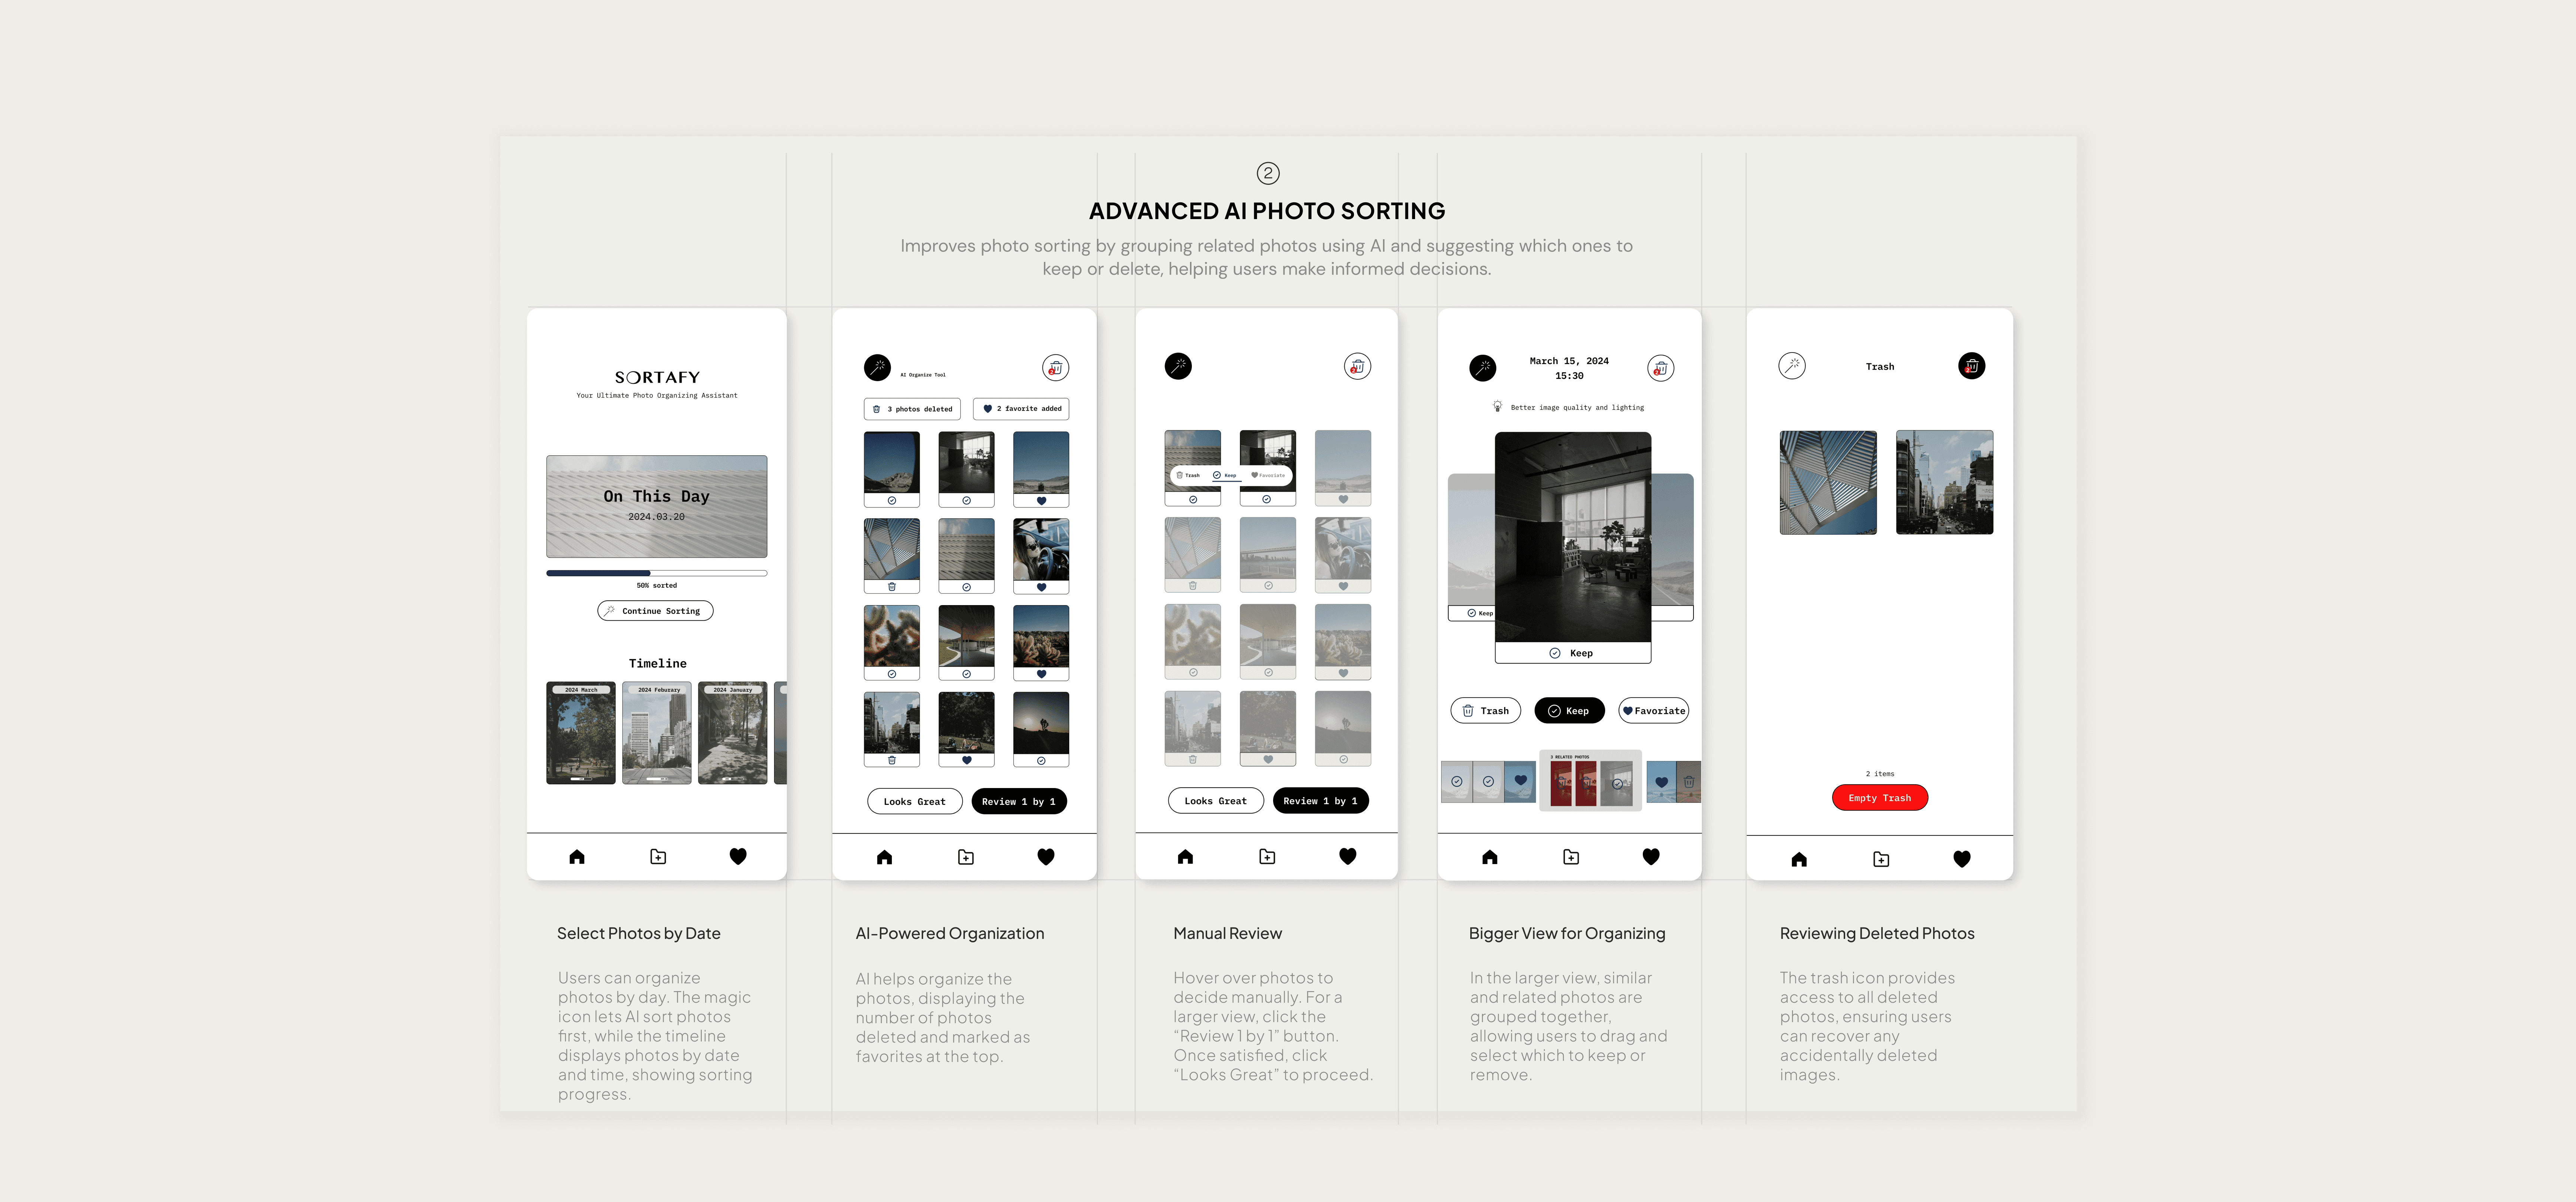 2
ADVANCED AI PHOTO SORTING
Improves photo sorting by grouping related photos using AI and suggesting which ones to
keep or delete, helping users make informed decisions.
SORTAFY
Your Ultimate Photo Organizing Assistant
On This Day
2024.03.20
50% sorted
Continue Sorting
Timeline
2024 March
2024 Feburary
2024 January
AI Organize Tool
2
3 photos deleted
2 favorite added
Looks Great
Review 1 by 1
2
Trash
Keep
Favoriate
Looks Great
Review 1 by 1
March 15, 2024
15:30
2
Better image quality and lighting
Keep
Keep
Trash
Keep
Favoriate
3 RELATED PHOTOS
Trash
2
2 items
Empty Trash
Select Photos by Date
Users can organize
photos by day. The magic
icon lets AI sort photos
first, while the timeline
displays photos by date
and time, showing sorting
progress.
AI-Powered Organization
AI helps organize the
photos, displaying the
number of photos
deleted and marked as
favorites at the top.
Manual Review
Hover over photos to
decide manually. For a
larger view, click the
“Review 1 by 1” button.
Once satisfied, click
“Looks Great” to proceed.
Bigger View for Organizing
In the larger view, similar
and related photos are
grouped together,
allowing users to drag and
select which to keep or
remove.
Reviewing Deleted Photos
The trash icon provides
access to all deleted
photos, ensuring users
can recover any
accidentally deleted
images.